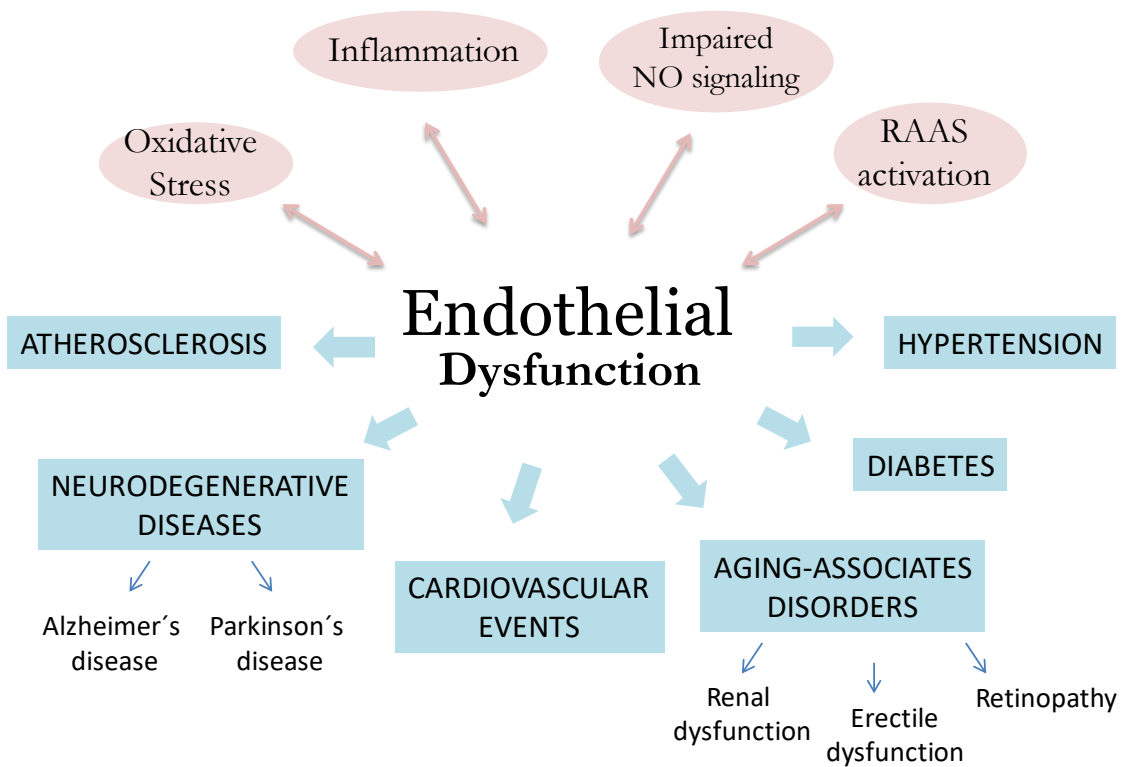 Inflammation
Impaired
NO signaling
Oxidative
Stress
RAAS
activation
Endothelial
Dysfunction
ATHEROSCLEROSIS
HYPERTENSION
NEURODEGENERATIVE
DISEASES
DIABETES
CARDIOVASCULAR
EVENTS
AGING-ASSOCIATES
DISORDERS
Alzheimer´s
disease
Parkinson´s
disease
Renal
dysfunction
Erectile
dysfunction
Retinopathy